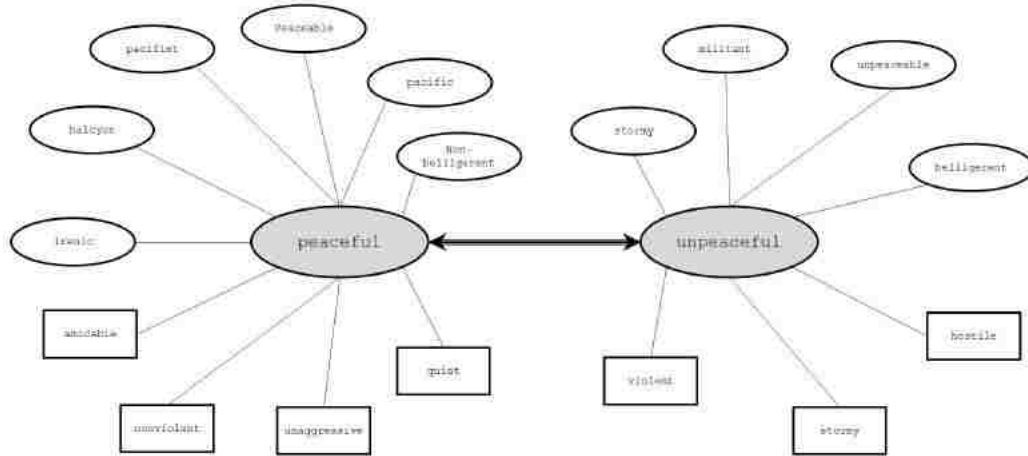 Peaceable
pacifist
militant
unpeaceable
pacific
halcyon
stormy
Non-
belligerent
belligerent
irenic
peaceful
unpeaceful
amicable
hostile
quiet
violent
nonviolent
unaggressive
stormy